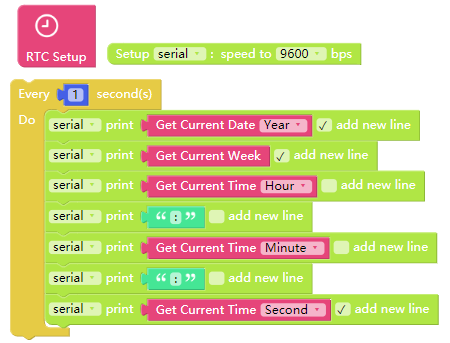 RTC Setup
Setup serial : speed to 9600 bps
Every 1 second(s)
Do
serial print Get Current Date Year ✓ add new line
serial print Get Current Week ✓ add new line
serial print Get Current Time Hour add new line
serial print “ : ” add new line
serial print Get Current Time Minute add new line
serial print “ : ” add new line
serial print Get Current Time Second ✓ add new line